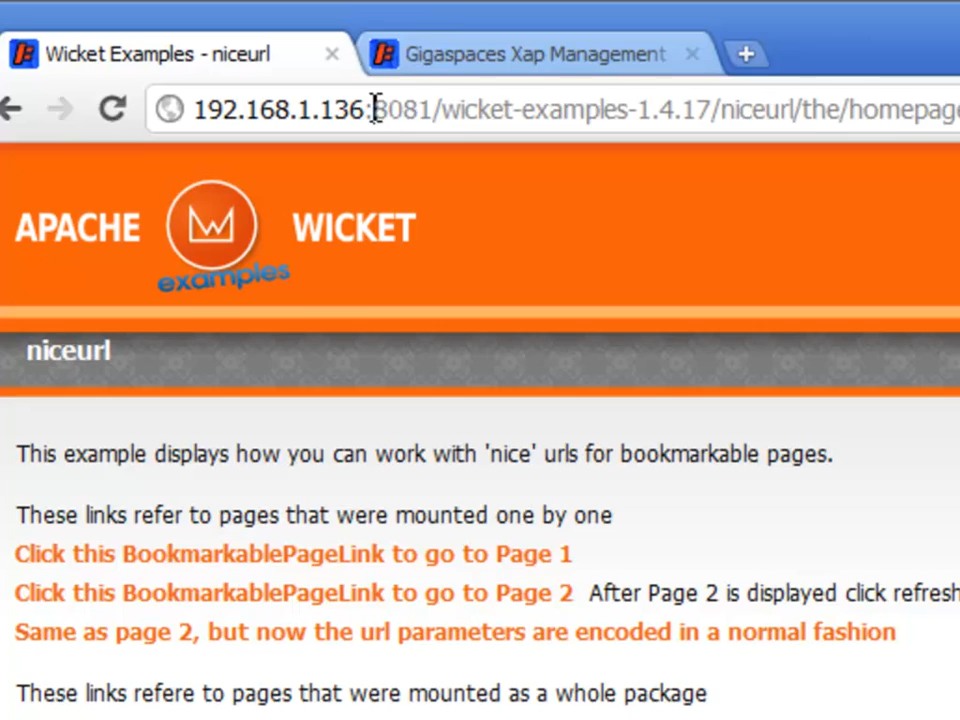 Wicket Examples - niceurl
Gigaspaces Xap Management
192.168.1.136:8081/wicket-examples-1.4.17/niceurl/the/homepage
APACHE WICKET
examples
niceurl
This example displays how you can work with 'nice' urls for bookmarkable pages.
These links refer to pages that were mounted one by one
Click this BookmarkablePageLink to go to Page 1
Click this BookmarkablePageLink to go to Page 2 After Page 2 is displayed click refresh
Same as page 2, but now the url parameters are encoded in a normal fashion
These links refere to pages that were mounted as a whole package